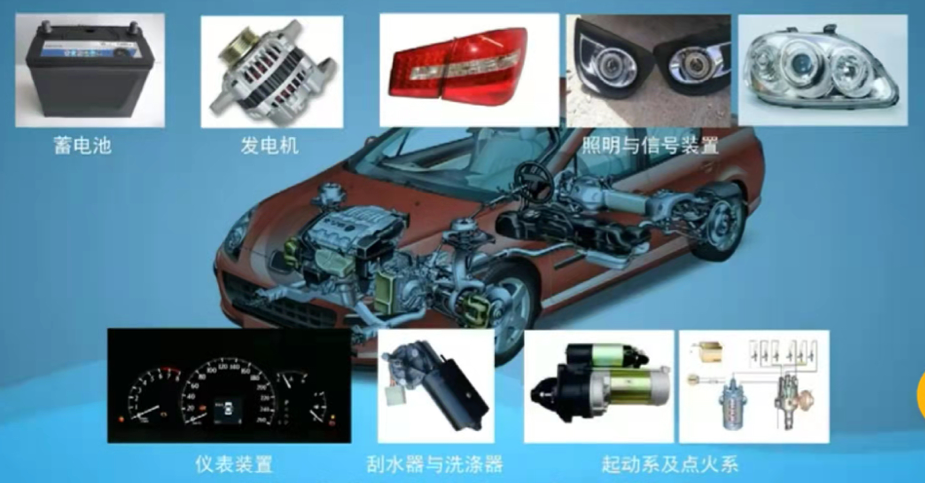 蓄电池
发电机
照明与信号装置
仪表装置
刮水器与洗涤器
起动系及点火系